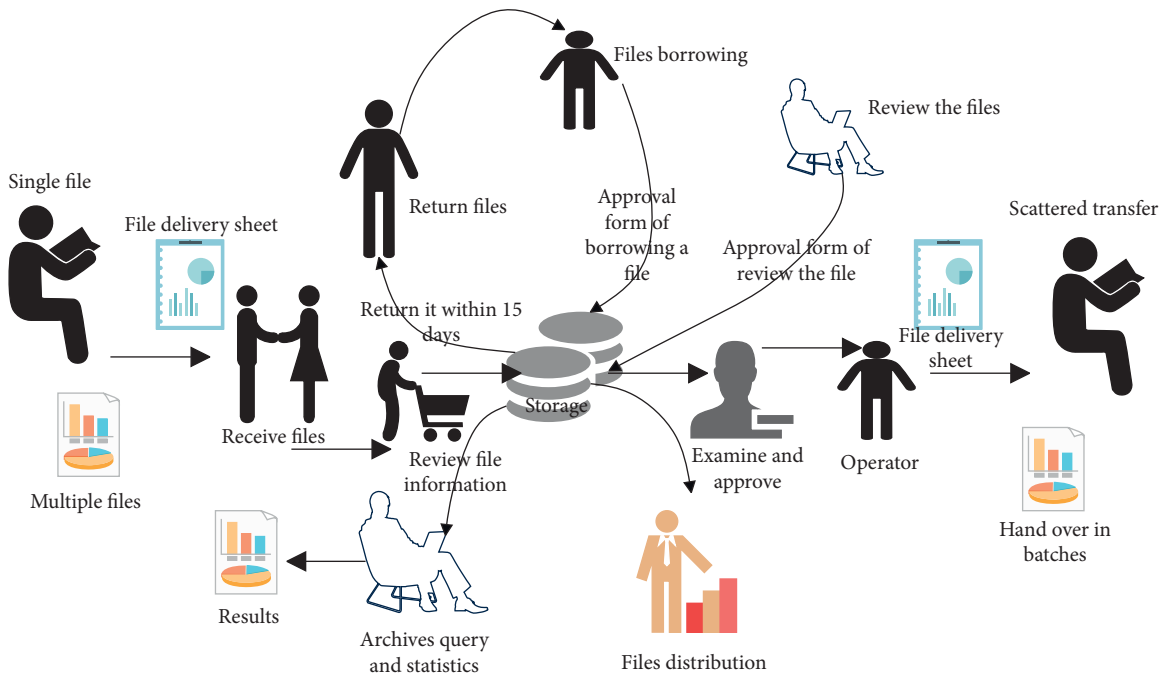 Files borrowing
Review the files
Single file
File delivery sheet
Return files
Approval
form of
borrowing a
file
Approval form of
review the file
Scattered transfer
Return it within 15
days
File delivery
sheet
Storage
Receive files
Review file
information
Examine and
approve
Operator
Multiple files
Hand over in
batches
Results
Archives query
and statistics
Files distribution